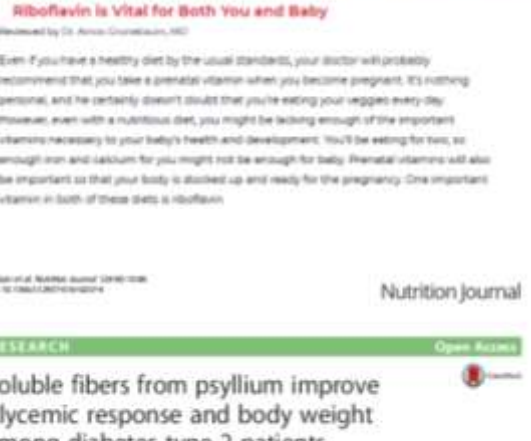 Riboflavin is Vital for Both You and Baby
Reviewed by Dr. Amos Grunebaum, MD
Even if you have a healthy diet by the usual standards, your doctor will probably
recommend that you take a prenatal vitamin when you become pregnant. It's nothing
personal, and he certainly doesn't doubt that you're eating your veggies every day.
However, even with a nutritious diet, you might be lacking enough of the important
vitamins necessary to your baby's health and development. You'll be eating for two, so
enough iron and calcium for you might not be enough for baby. Prenatal vitamins will also
be important so that your body is stocked up and ready for the pregnancy. One important
vitamin in both of these diets is riboflavin.
Nutrition Journal
ESEARCH
Open Access
oluble fibers from psyllium improve
lycemic response and body weight
mong diabetes type 2 patients